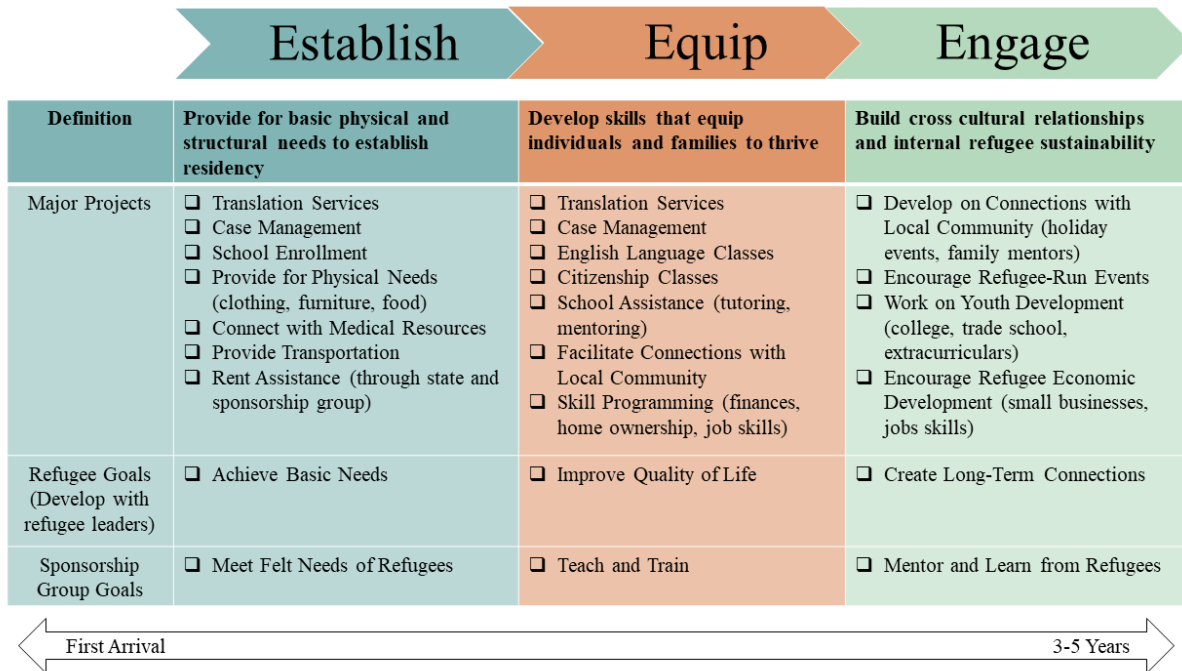 Establish
Equip
Engage
Definition
Provide for basic physical and
structural needs to establish
residency
Develop skills that equip
individuals and families to thrive
Build cross cultural relationships
and internal refugee sustainability
Major Projects
❑ Translation Services
❑ Case Management
❑ School Enrollment
❑ Provide for Physical Needs
(clothing, furniture, food)
❑ Connect with Medical Resources
❑ Provide Transportation
❑ Rent Assistance (through state and
sponsorship group)
❑ Translation Services
❑ Case Management
❑ English Language Classes
❑ Citizenship Classes
❑ School Assistance (tutoring,
mentoring)
❑ Facilitate Connections with
Local Community
❑ Skill Programming (finances,
home ownership, job skills)
❑ Develop on Connections with
Local Community (holiday
events, family mentors)
❑ Encourage Refugee-Run Events
❑ Work on Youth Development
(college, trade school,
extracurriculars)
❑ Encourage Refugee Economic
Development (small businesses,
jobs skills)
Refugee Goals
(Develop with
refugee leaders)
❑ Achieve Basic Needs
❑ Improve Quality of Life
❑ Create Long-Term Connections
Sponsorship
Group Goals
❑ Meet Felt Needs of Refugees
❑ Teach and Train
❑ Mentor and Learn from Refugees
First Arrival
3-5 Years